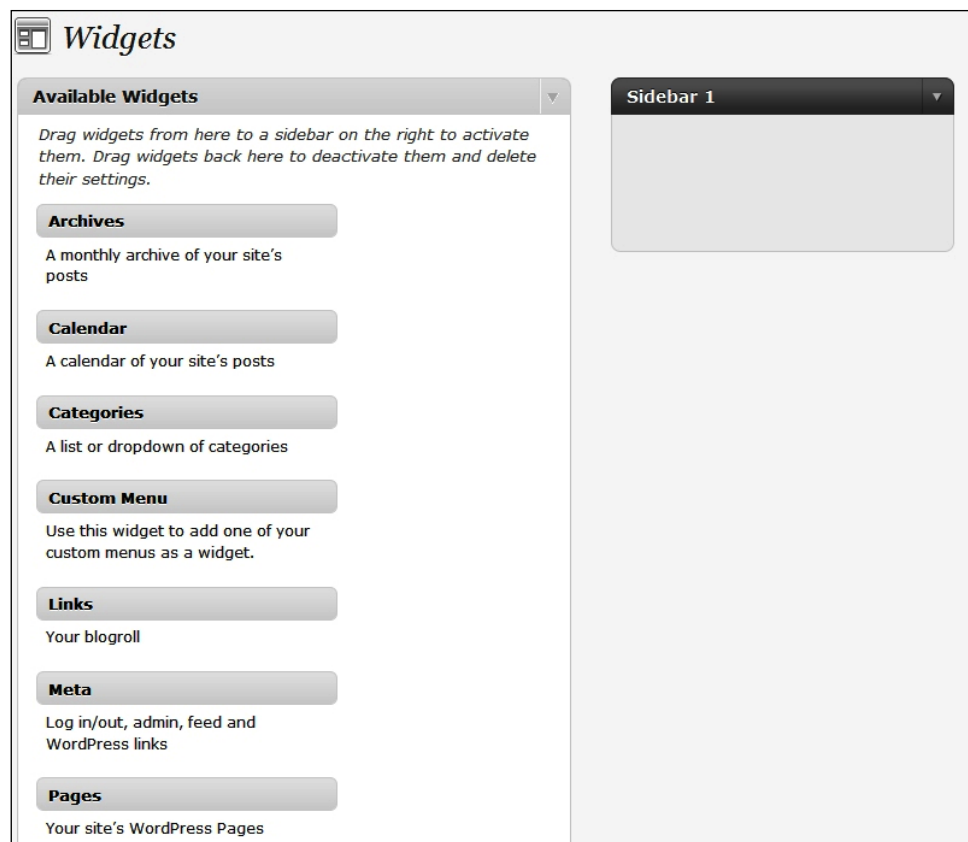 Widgets
Available Widgets
Drag widgets from here to a sidebar on the right to activate
them. Drag widgets back here to deactivate them and delete
their settings.
Archives
A monthly archive of your site’s
posts
Calendar
A calendar of your site’s posts
Categories
A list or dropdown of categories
Custom Menu
Use this widget to add one of your
custom menus as a widget.
Links
Your blogroll
Meta
Log in/out, admin, feed and
WordPress links
Pages
Your site’s WordPress Pages
Sidebar 1